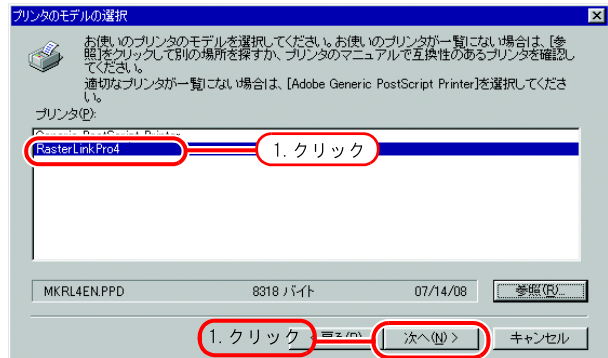 プリンタのモデルの選択
お使いのプリンタのモデルを選択してください。お使いのプリンタが一覧にない場合は、[参
照]をクリックして別の場所を探すか、プリンタのマニュアルで互換性のあるプリンタを確認し
てください。
適切なプリンタが一覧にない場合は、[Adobe Generic PostScript Printer]を選択してくださ
い。
プリンタ(P):
Generic PostScript Printer
RasterLinkPro4
1. クリック
MKRL4EN.PPD 8318 バイト 07/14/08 参照(R)...
1. クリック 次へ(N) > キャンセル